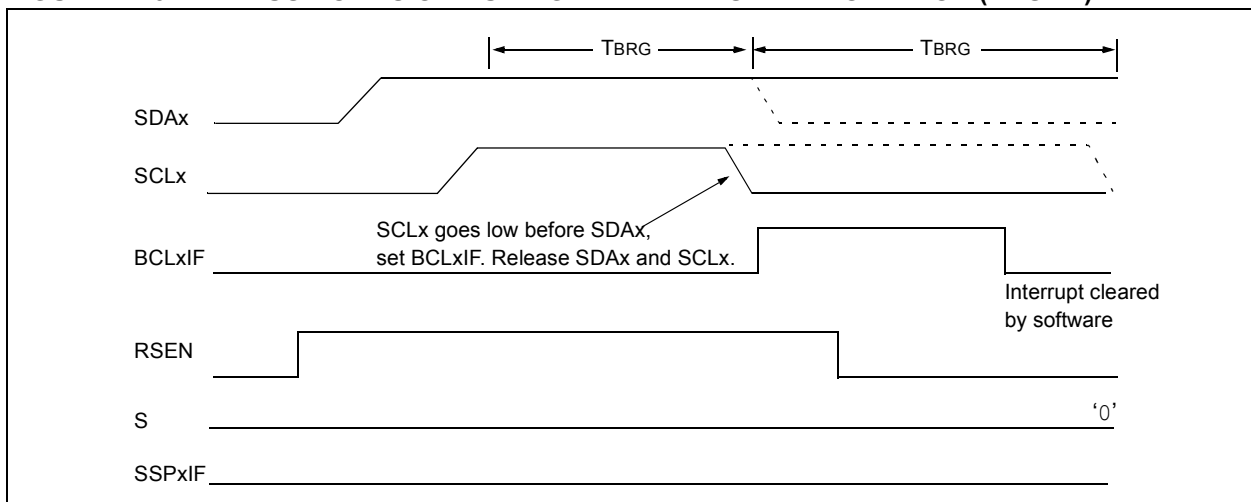 TBRG TBRG
SDAx
SCLx
SCLx goes low before SDAx,
set BCLxIF. Release SDAx and SCLx.
BCLxIF
Interrupt cleared
by software
RSEN
S '0'
SSPxIF